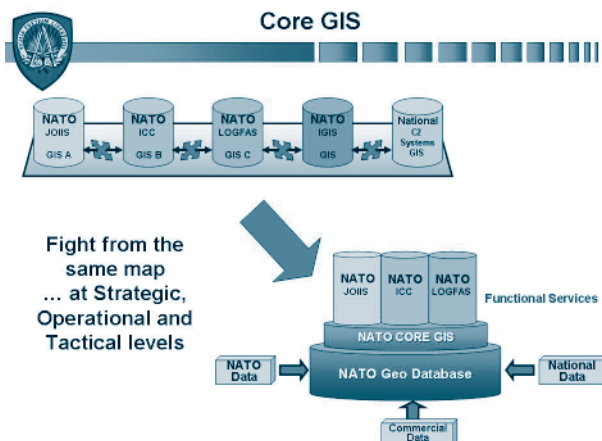 Core GIS
NATO
JOIIS
GIS A
NATO
ICC
GIS B
NATO
LOGFAS
GIS C
NATO
IGIS
GIS
National
C2
Systems
GIS
Fight from the
same map
... at Strategic,
Operational and
Tactical levels
NATO
JOIIS
NATO
ICC
NATO
LOGFAS
Functional Services
NATO CORE GIS
NATO Geo Database
NATO
Data
National
Data
Commercial
Data